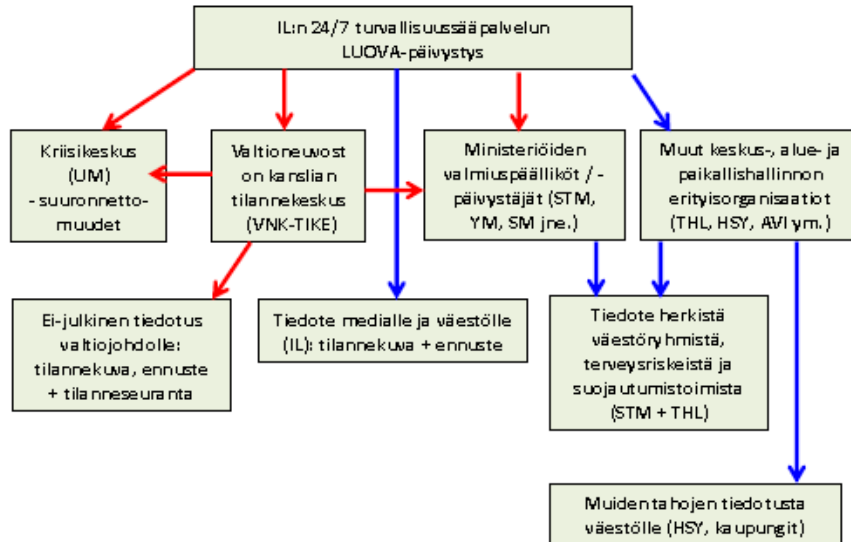 IL:n 24/7 turvallisuussääpalvelun
LUOVA-päivystys
Kriisikeskus
(UM)
- suuronnetto-
muudet
Valtioneuvost
on kanslian
tilannekeskus
(VNK-TIKE)
Ministeriöiden
valmiuspäälliköt / -
päivystäjät (STM,
YM, SM jne.)
Muut keskus-, alue- ja
paikallishallinnon
erityisorganisaatiot
(THL, HSY, AVI ym.)
Ei-julkinen tiedotus
valtiojohdolle:
tilannekuva, ennuste
+ tilanneseuranta
Tiedote medialle ja väestölle
(IL): tilannekuva + ennuste
Tiedote herkistä
väestöryhmistä,
terveysriskeistä ja
suojautumistoimista
(STM + THL)
Muiden tahojen tiedotusta
väestölle (HSY, kaupungit)